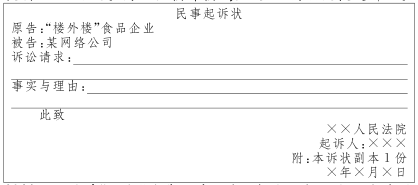 民事起诉状
原告:“楼外楼”食品企业
被告:某网络公司
诉讼请求:
事实与理由:
此致
××人民法院
起诉人:×××
附:本诉状副本1份
×年×月×日